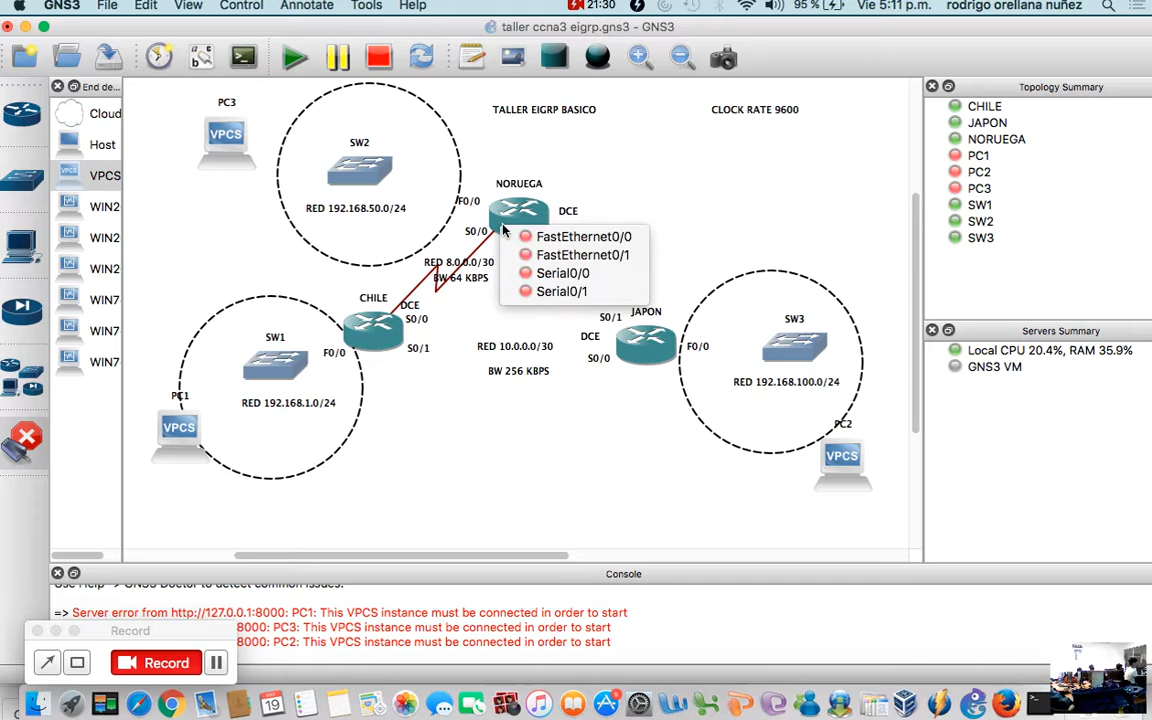 GNS3 File Edit View Control Annotate Tools Help 21:30 95 % Vie 5:11 p.m. rodrigo orellana nuñez
taller ccna3 eigrp.gns3 - GNS3
End de...
Cloud
Host
VPCS
WIN2
WIN2
WIN2
WIN7
WIN7
WIN7
PC3
VPCS
SW2
RED 192.168.50.0/24
TALLER EIGRP BASICO
CLOCK RATE 9600
NORUEGA
F0/0
DCE
S0/0
FastEthernet0/0
FastEthernet0/1
Serial0/0
Serial0/1
RED 8.0.0.0/30
BW 64 KBPS
CHILE
DCE
S0/0
S0/1
F0/0
SW1
RED 192.168.1.0/24
PC1
VPCS
RED 10.0.0.0/30
BW 256 KBPS
S0/1
JAPON
DCE
S0/0
F0/0
SW3
RED 192.168.100.0/24
PC2
VPCS
Topology Summary
CHILE
JAPON
NORUEGA
PC1
PC2
PC3
SW1
SW2
SW3
Servers Summary
Local CPU 20.4%, RAM 35.9%
GNS3 VM
Console
Use Help -> GNS3 Doctor to detect common issues.
=> Server error from http://127.0.0.1:8000: PC1: This VPCS instance must be connected in order to start
:8000: PC3: This VPCS instance must be connected in order to start
:8000: PC2: This VPCS instance must be connected in order to start
Record
Record
19